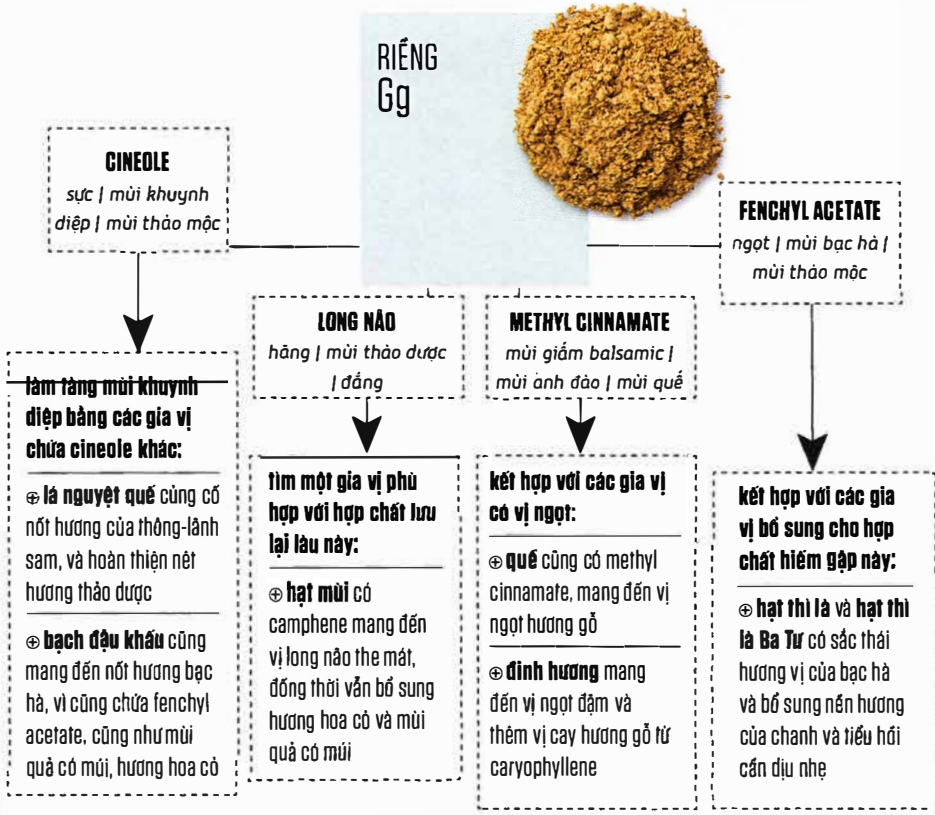 RIỀNG
Gg
CINEOLE
sực | mùi khuynh
diệp | mùi thảo mộc
làm tăng mùi khuynh
diệp bằng các gia vị
chứa cineole khác:
⊕ lá nguyệt quế cũng có
nốt hương của thông-lãnh
sam, và hoàn thiện nét
hương thảo dược
⊕ bạch đậu khấu cũng
mang đến nốt hương bạc
hà, vì cũng chứa fenchyl
acetate, cũng như mùi
quả có múi, hương hoa cỏ
LONG NÃO
hăng | mùi thảo dược
| đắng
tìm một gia vị phù
hợp với hợp chất lưu
lại lâu này:
⊕ hạt mùi có
camphene mang đến
vị long não the mát,
đồng thời vẫn bổ sung
hương hoa cỏ và mùi
quả có múi
METHYL CINNAMATE
mùi giấm balsamic |
mùi anh đào | mùi quế
kết hợp với các gia vị
có vị ngọt:
⊕ quế cũng có methyl
cinnamate, mang đến vị
ngọt hương gỗ
⊕ đinh hương mang
đến vị ngọt đậm và
thêm vị cay hương gỗ từ
caryophyllene
FENCHYL ACETATE
ngọt | mùi bạc hà |
mùi thảo mộc
kết hợp với các gia
vị bổ sung cho hợp
chất hiếm gặp này:
⊕ hạt thì là và hạt thì
là Ba Tư có sắc thái
hương vị của bạc hà
và bổ sung nền hương
của chanh và tiểu hồi
cần dịu nhẹ